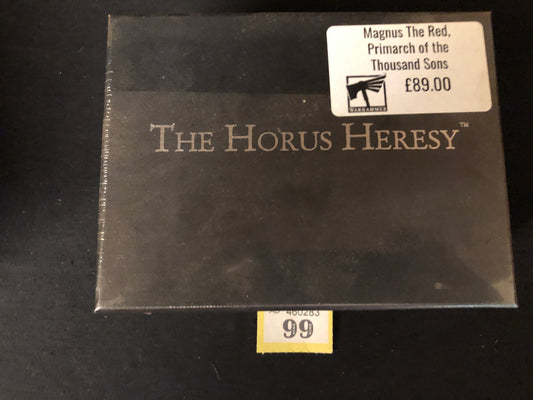 Magnus The Red,
Primarch of the
Thousand Sons
£89.00
WARHAMMER
THE HORUS HERESY™
460283
99